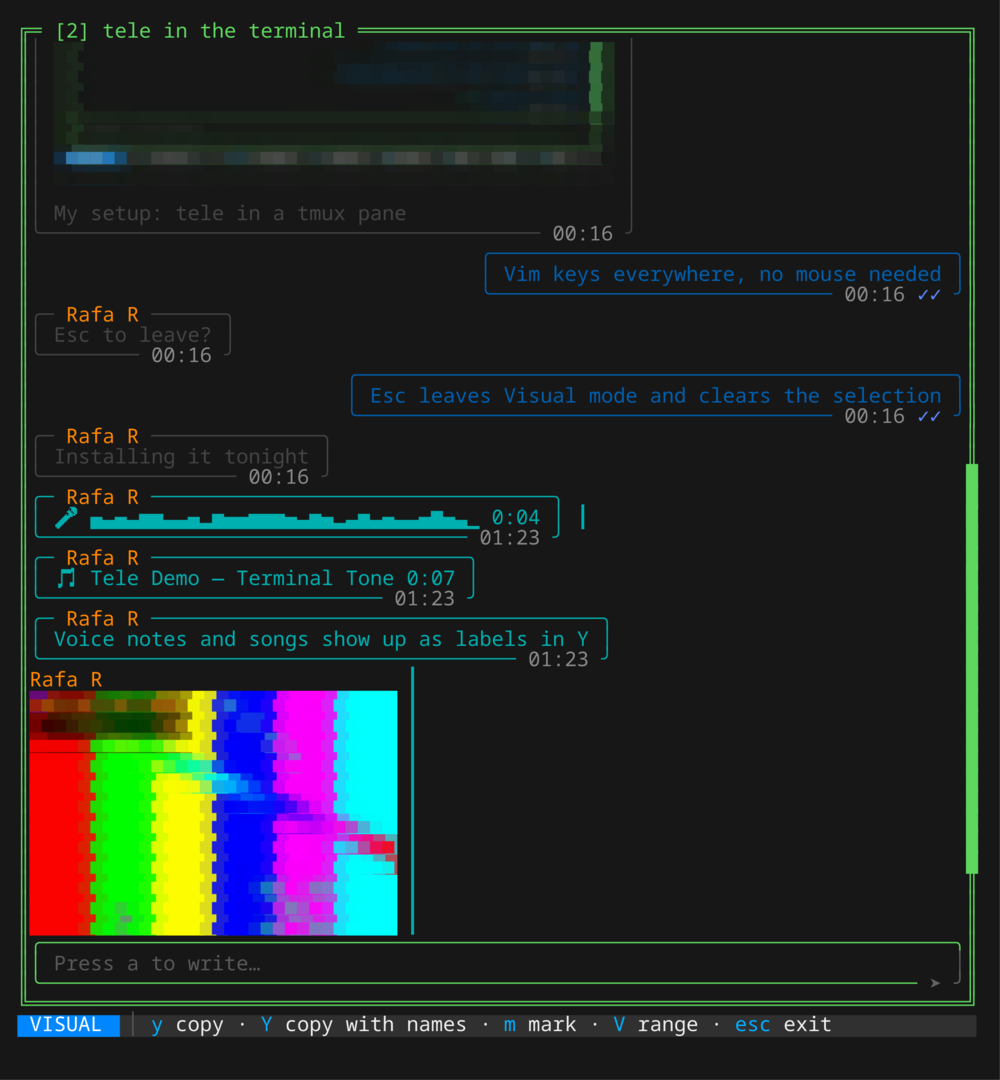 [2] tele in the terminal
My setup: tele in a tmux pane
00:16
Vim keys everywhere, no mouse needed
00:16 ✓✓
Rafa R
Esc to leave?
00:16
Esc leaves Visual mode and clears the selection
00:16 ✓✓
Rafa R
Installing it tonight
00:16
Rafa R
0:04
01:23
Rafa R
Tele Demo — Terminal Tone 0:07
01:23
Rafa R
Voice notes and songs show up as labels in Y
01:23
Rafa R
Press a to write…
VISUAL │ y copy · Y copy with names · m mark · V range · esc exit